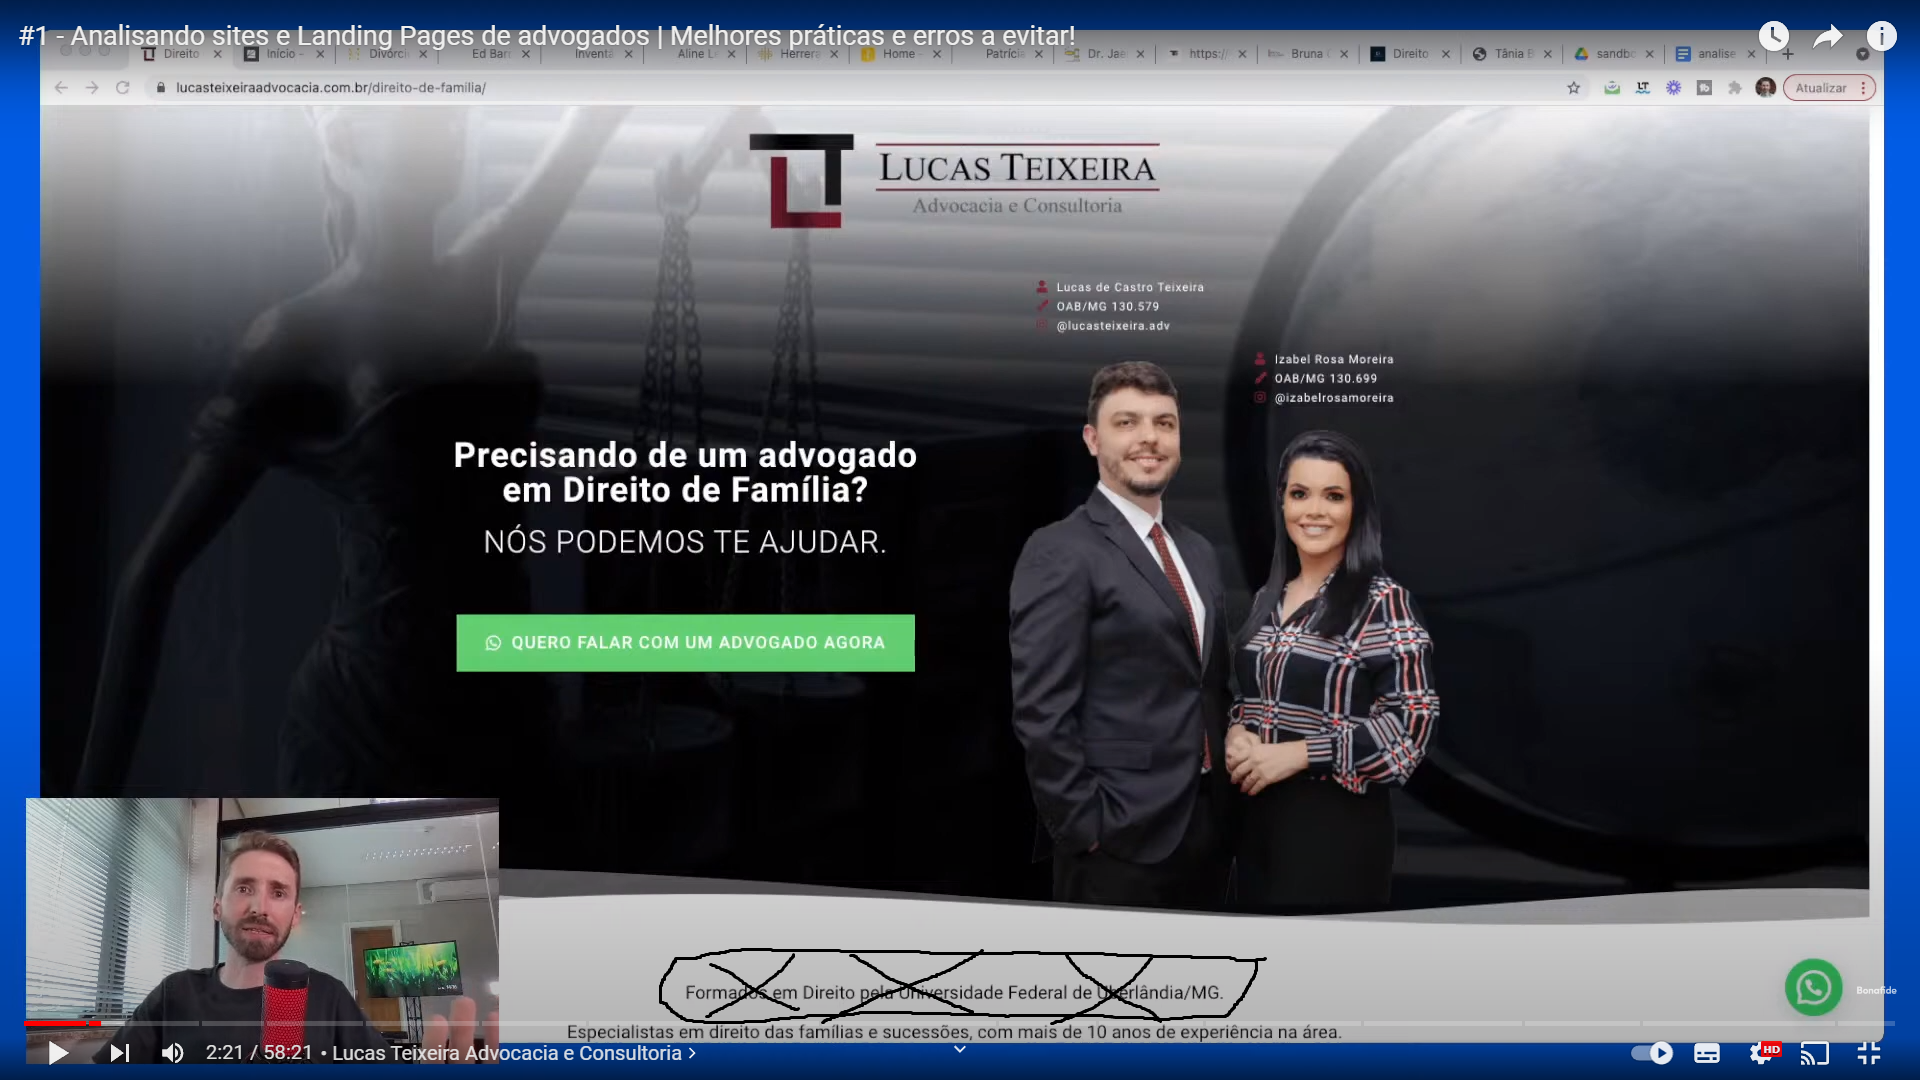 #1 - Analisando sites e Landing Pages de advogados | Melhores práticas e erros a evitar!
Direito
Início -
Divórci
Ed Bar
Inventá
Aline L
Herrere
Home -
Patríci
Dr. Jae
https:/
Bruna
Direito
Tânia B
sandbo
analise
lucasteixeiraadvocacia.com.br/direito-de-familia/
Atualizar
LT
LUCAS TEIXEIRA
Advocacia e Consultoria
Lucas de Castro Teixeira
OAB/MG 130.579
@lucasteixeira.adv
Izabel Rosa Moreira
OAB/MG 130.699
@izabelrosamoreira
Precisando de um advogado
em Direito de Família?
NÓS PODEMOS TE AJUDAR.
QUERO FALAR COM UM ADVOGADO AGORA
Formados em Direito pela Universidade Federal de Uberlândia/MG.
Especialistas em direito das famílias e sucessões, com mais de 10 anos de experiência na área.
Bonafide
2:21 / 58:21 • Lucas Teixeira Advocacia e Consultoria
HD